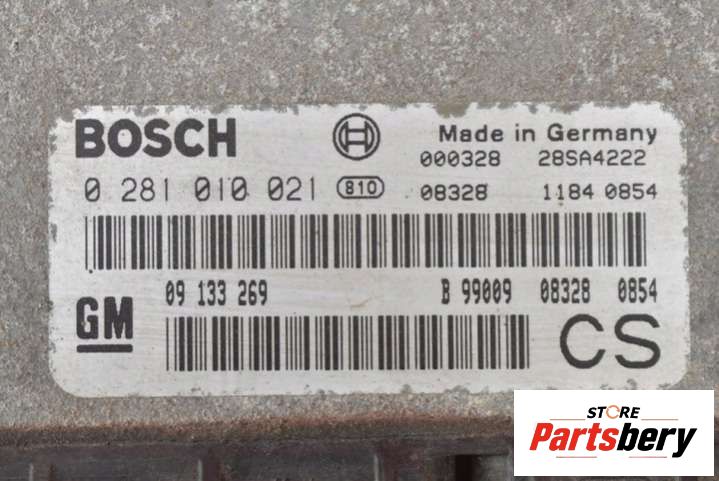 BOSCH
Made in Germany
000328 28SA4222
0 281 010 021 810 08328 1184 0854
09 133 269 B 99009 08328 0854
GM
CS
STORE
Partsbery